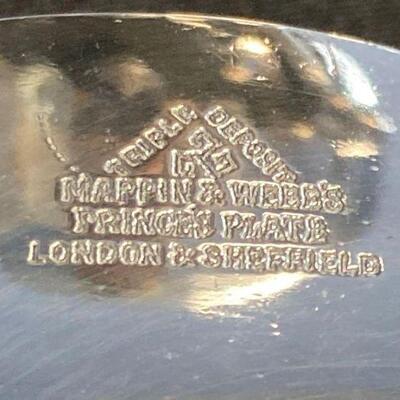 TRIPLE DEPOSIT
MAPPIN & WEBB'S
PRINCE'S PLATE
LONDON & SHEFFIELD